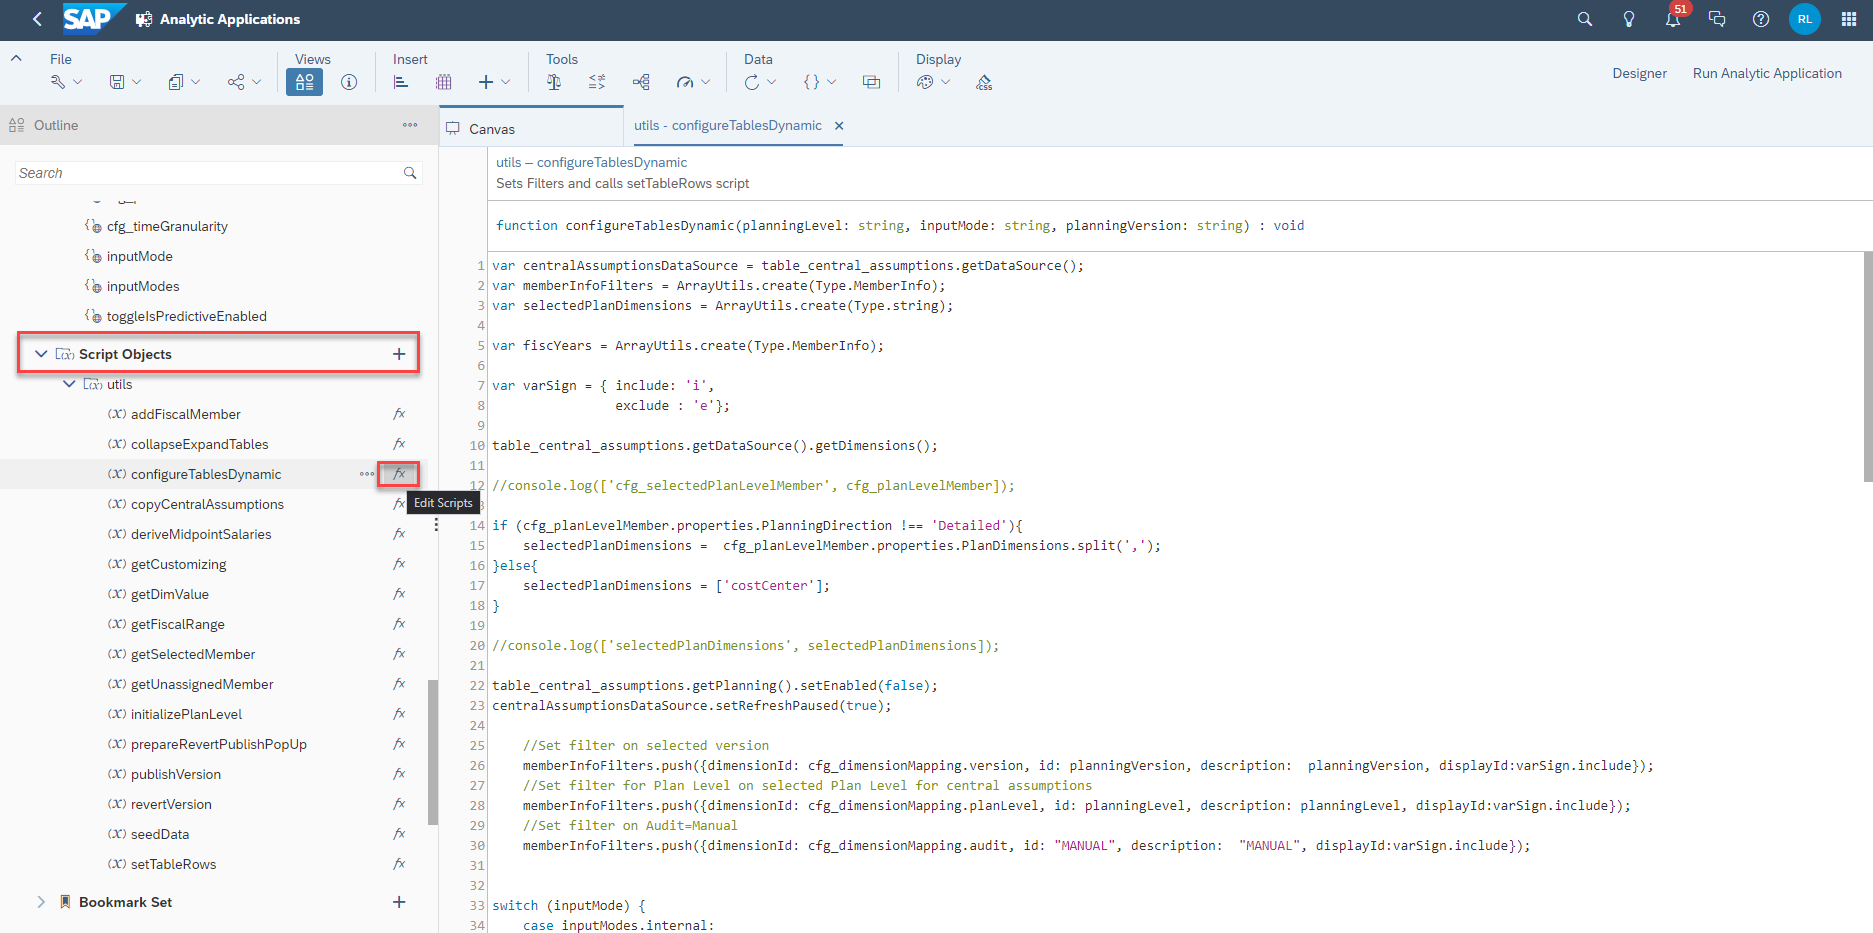 SAP Analytic Applications
51
RL
File
Views
Insert
Tools
Data
Display
CSS
Designer
Run Analytic Application
Outline
Search
cfg_timeGranularity
inputMode
inputModes
toggleIsPredictiveEnabled
Script Objects
utils
(X) addFiscalMember fx
(X) collapseExpandTables fx
(X) configureTablesDynamic fx
Edit Scripts
(X) copyCentralAssumptions fx
(X) deriveMidpointSalaries fx
(X) getCustomizing fx
(X) getDimValue fx
(X) getFiscalRange fx
(X) getSelectedMember fx
(X) getUnassignedMember fx
(X) initializePlanLevel fx
(X) prepareRevertPublishPopUp fx
(X) publishVersion fx
(X) revertVersion fx
(X) seedData fx
(X) setTableRows fx
Bookmark Set
Canvas
utils - configureTablesDynamic
utils – configureTablesDynamic
Sets Filters and calls setTableRows script
function configureTablesDynamic(planningLevel: string, inputMode: string, planningVersion: string) : void
1 var centralAssumptionsDataSource = table_central_assumptions.getDataSource();
2 var memberInfoFilters = ArrayUtils.create(Type.MemberInfo);
3 var selectedPlanDimensions = ArrayUtils.create(Type.string);
4
5 var fiscYears = ArrayUtils.create(Type.MemberInfo);
6
7 var varSign = { include: 'i',
8 exclude : 'e'};
9
10 table_central_assumptions.getDataSource().getDimensions();
11
12 //console.log(['cfg_selectedPlanLevelMember', cfg_planLevelMember]);
14 if (cfg_planLevelMember.properties.PlanningDirection !== 'Detailed'){
15 selectedPlanDimensions = cfg_planLevelMember.properties.PlanDimensions.split(',');
16 }else{
17 selectedPlanDimensions = ['costCenter'];
18 }
19
20 //console.log(['selectedPlanDimensions', selectedPlanDimensions]);
21
22 table_central_assumptions.getPlanning().setEnabled(false);
23 centralAssumptionsDataSource.setRefreshPaused(true);
24
25 //Set filter on selected version
26 memberInfoFilters.push({dimensionId: cfg_dimensionMapping.version, id: planningVersion, description: planningVersion, displayId:varSign.include});
27 //Set filter for Plan Level on selected Plan Level for central assumptions
28 memberInfoFilters.push({dimensionId: cfg_dimensionMapping.planLevel, id: planningLevel, description: planningLevel, displayId:varSign.include});
29 //Set filter on Audit=Manual
30 memberInfoFilters.push({dimensionId: cfg_dimensionMapping.audit, id: "MANUAL", description: "MANUAL", displayId:varSign.include});
31
32
33 switch (inputMode) {
34 case inputModes.internal: